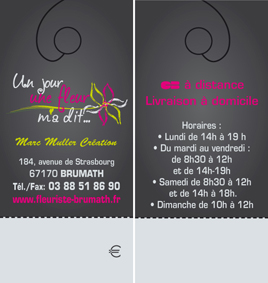 Un jour
une fleur
m'a dit...
Marc Muller Création
184, avenue de Strasbourg
67170 BRUMATH
Tél./Fax: 03 88 51 86 90
www.fleuriste-brumath.fr
€
à distance
Livraison à domicile
Horaires :
• Lundi de 14h à 19 h
• Du mardi au vendredi :
de 8h30 à 12h
et de 14h-19h
• Samedi de 8h30 à 12h
et de 14h à 18h.
• Dimanche de 10h à 12h